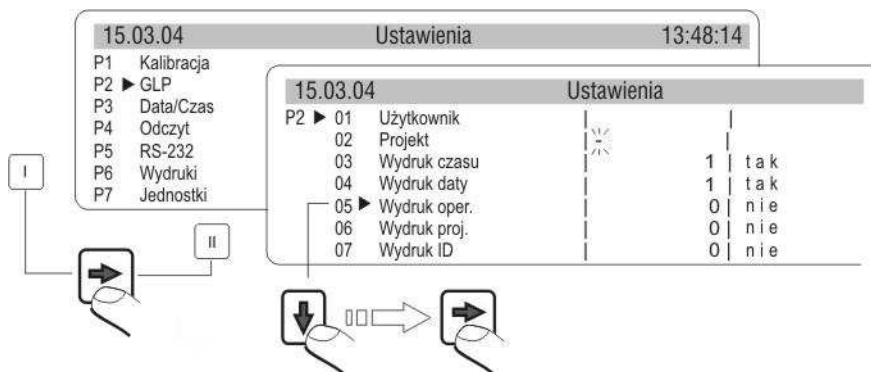 15.03.04 Ustawienia 13:48:14
P1 Kalibracja
P2 ▶ GLP
P3 Data/Czas
P4 Odczyt
P5 RS-232
P6 Wydruki
P7 Jednostki
15.03.04 Ustawienia
P2 ▶ 01 Użytkownik | |
02 Projekt | - |
03 Wydruk czasu | 1 | tak
04 Wydruk daty | 1 | tak
05 ▶ Wydruk oper. | 0 | nie
06 Wydruk proj. | 0 | nie
07 Wydruk ID | 0 | nie
I
II